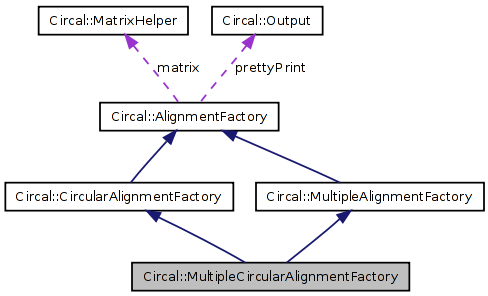 Circal::MatrixHelper
Circal::Output
matrix
prettyPrint
Circal::AlignmentFactory
Circal::CircularAlignmentFactory
Circal::MultipleAlignmentFactory
Circal::MultipleCircularAlignmentFactory